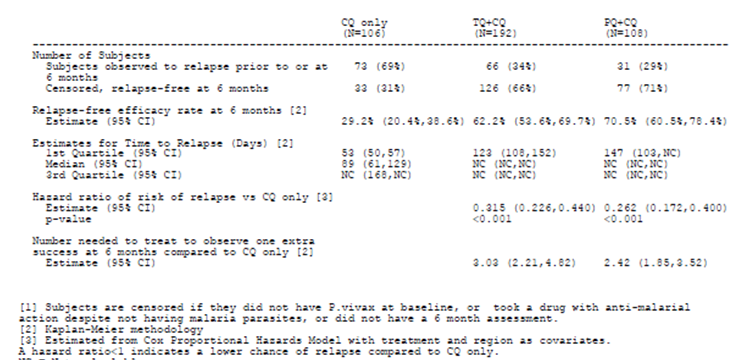 CQ only TQ+CQ PQ+CQ
(N=106) (N=192) (N=108)
Number of Subjects
Subjects observed to relapse prior to or at 73 (69%) 66 (34%) 31 (29%)
6 months
Censored, relapse-free at 6 months 33 (31%) 126 (66%) 77 (71%)
Relapse-free efficacy rate at 6 months [2]
Estimate (95% CI) 29.2% (20.4%,38.6%) 62.2% (53.6%,69.7%) 70.5% (60.5%,78.4%)
Estimates for Time to Relapse (Days) [2]
1st Quartile (95% CI) 53 (50,57) 123 (108,152) 147 (103,NC)
Median (95% CI) 89 (61,129) NC (NC,NC) NC (NC,NC)
3rd Quartile (95% CI) NC (168,NC) NC (NC,NC) NC (NC,NC)
Hazard ratio of risk of relapse vs CQ only [3]
Estimate (95% CI) 0.315 (0.226,0.440) 0.262 (0.172,0.400)
p-value <0.001 <0.001
Number needed to treat to observe one extra
success at 6 months compared to CQ only [2]
Estimate (95% CI) 3.03 (2.21,4.82) 2.42 (1.85,3.52)
[1] Subjects are censored if they did not have P.vivax at baseline, or took a drug with anti-malarial
action despite not having malaria parasites, or did not have a 6 month assessment.
[2] Kaplan-Meier methodology
[3] Estimated from Cox Proportional Hazards Model with treatment and region as covariates.
A hazard ratio<1 indicates a lower chance of relapse compared to CQ only.